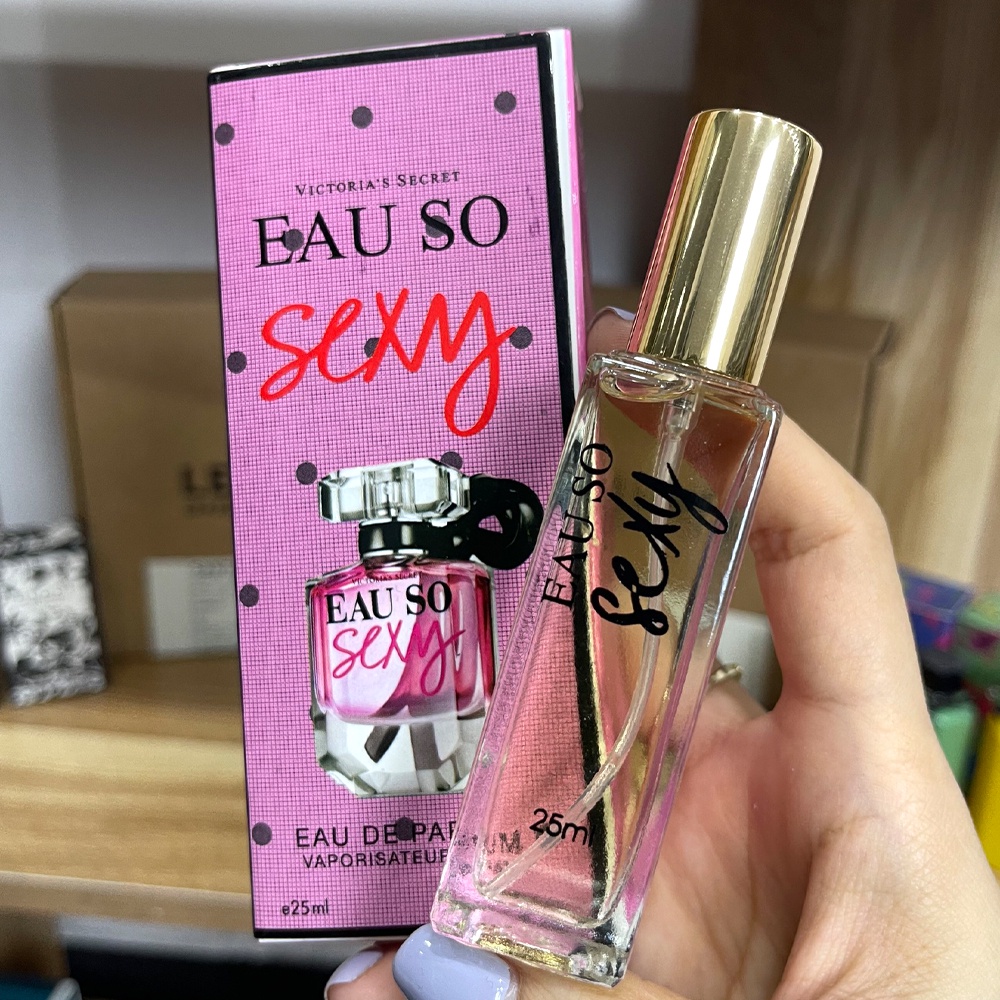 VICTORIA'S SECRET
EAU SO
sexy
VICTORIA'S SECRET
EAU SO
sexy
EAU DE PARFUM
VAPORISATEUR
e25ml
EAU SO
sexy
25ml